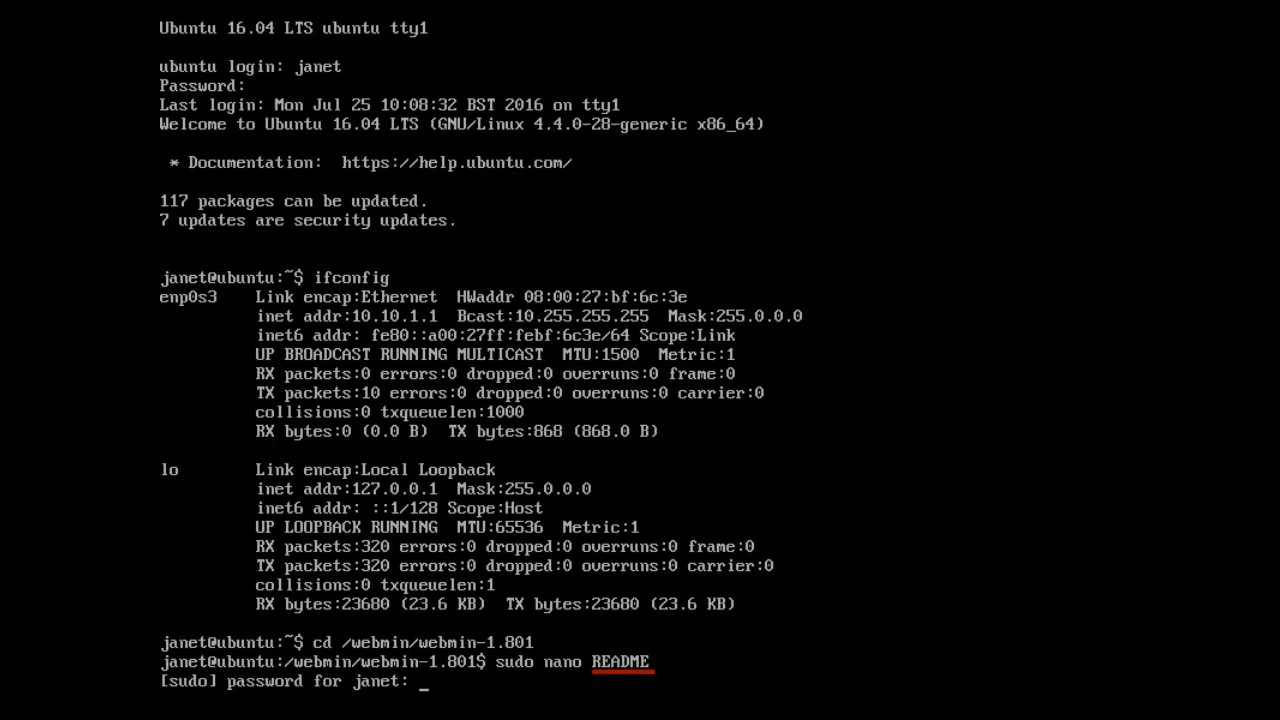 Ubuntu 16.04 LTS ubuntu tty1
ubuntu login: janet
Password:
Last login: Mon Jul 25 10:08:32 BST 2016 on tty1
Welcome to Ubuntu 16.04 LTS (GNU/Linux 4.4.0-28-generic x86_64)
* Documentation:  https://help.ubuntu.com/
117 packages can be updated.
7 updates are security updates.
janet@ubuntu:~$ ifconfig
enp0s3    Link encap:Ethernet  HWaddr 08:00:27:bf:6c:3e
inet addr:10.10.1.1  Bcast:10.255.255.255  Mask:255.0.0.0
inet6 addr: fe80::a00:27ff:febf:6c3e/64 Scope:Link
UP BROADCAST RUNNING MULTICAST  MTU:1500  Metric:1
RX packets:0 errors:0 dropped:0 overruns:0 frame:0
TX packets:10 errors:0 dropped:0 overruns:0 carrier:0
collisions:0 txqueuelen:1000
RX bytes:0 (0.0 B)  TX bytes:868 (868.0 B)
lo        Link encap:Local Loopback
inet addr:127.0.0.1  Mask:255.0.0.0
inet6 addr: ::1/128 Scope:Host
UP LOOPBACK RUNNING  MTU:65536  Metric:1
RX packets:320 errors:0 dropped:0 overruns:0 frame:0
TX packets:320 errors:0 dropped:0 overruns:0 carrier:0
collisions:0 txqueuelen:1
RX bytes:23680 (23.6 KB)  TX bytes:23680 (23.6 KB)
janet@ubuntu:~$ cd /webmin/webmin-1.801
janet@ubuntu:/webmin/webmin-1.801$ sudo nano README
[sudo] password for janet: _